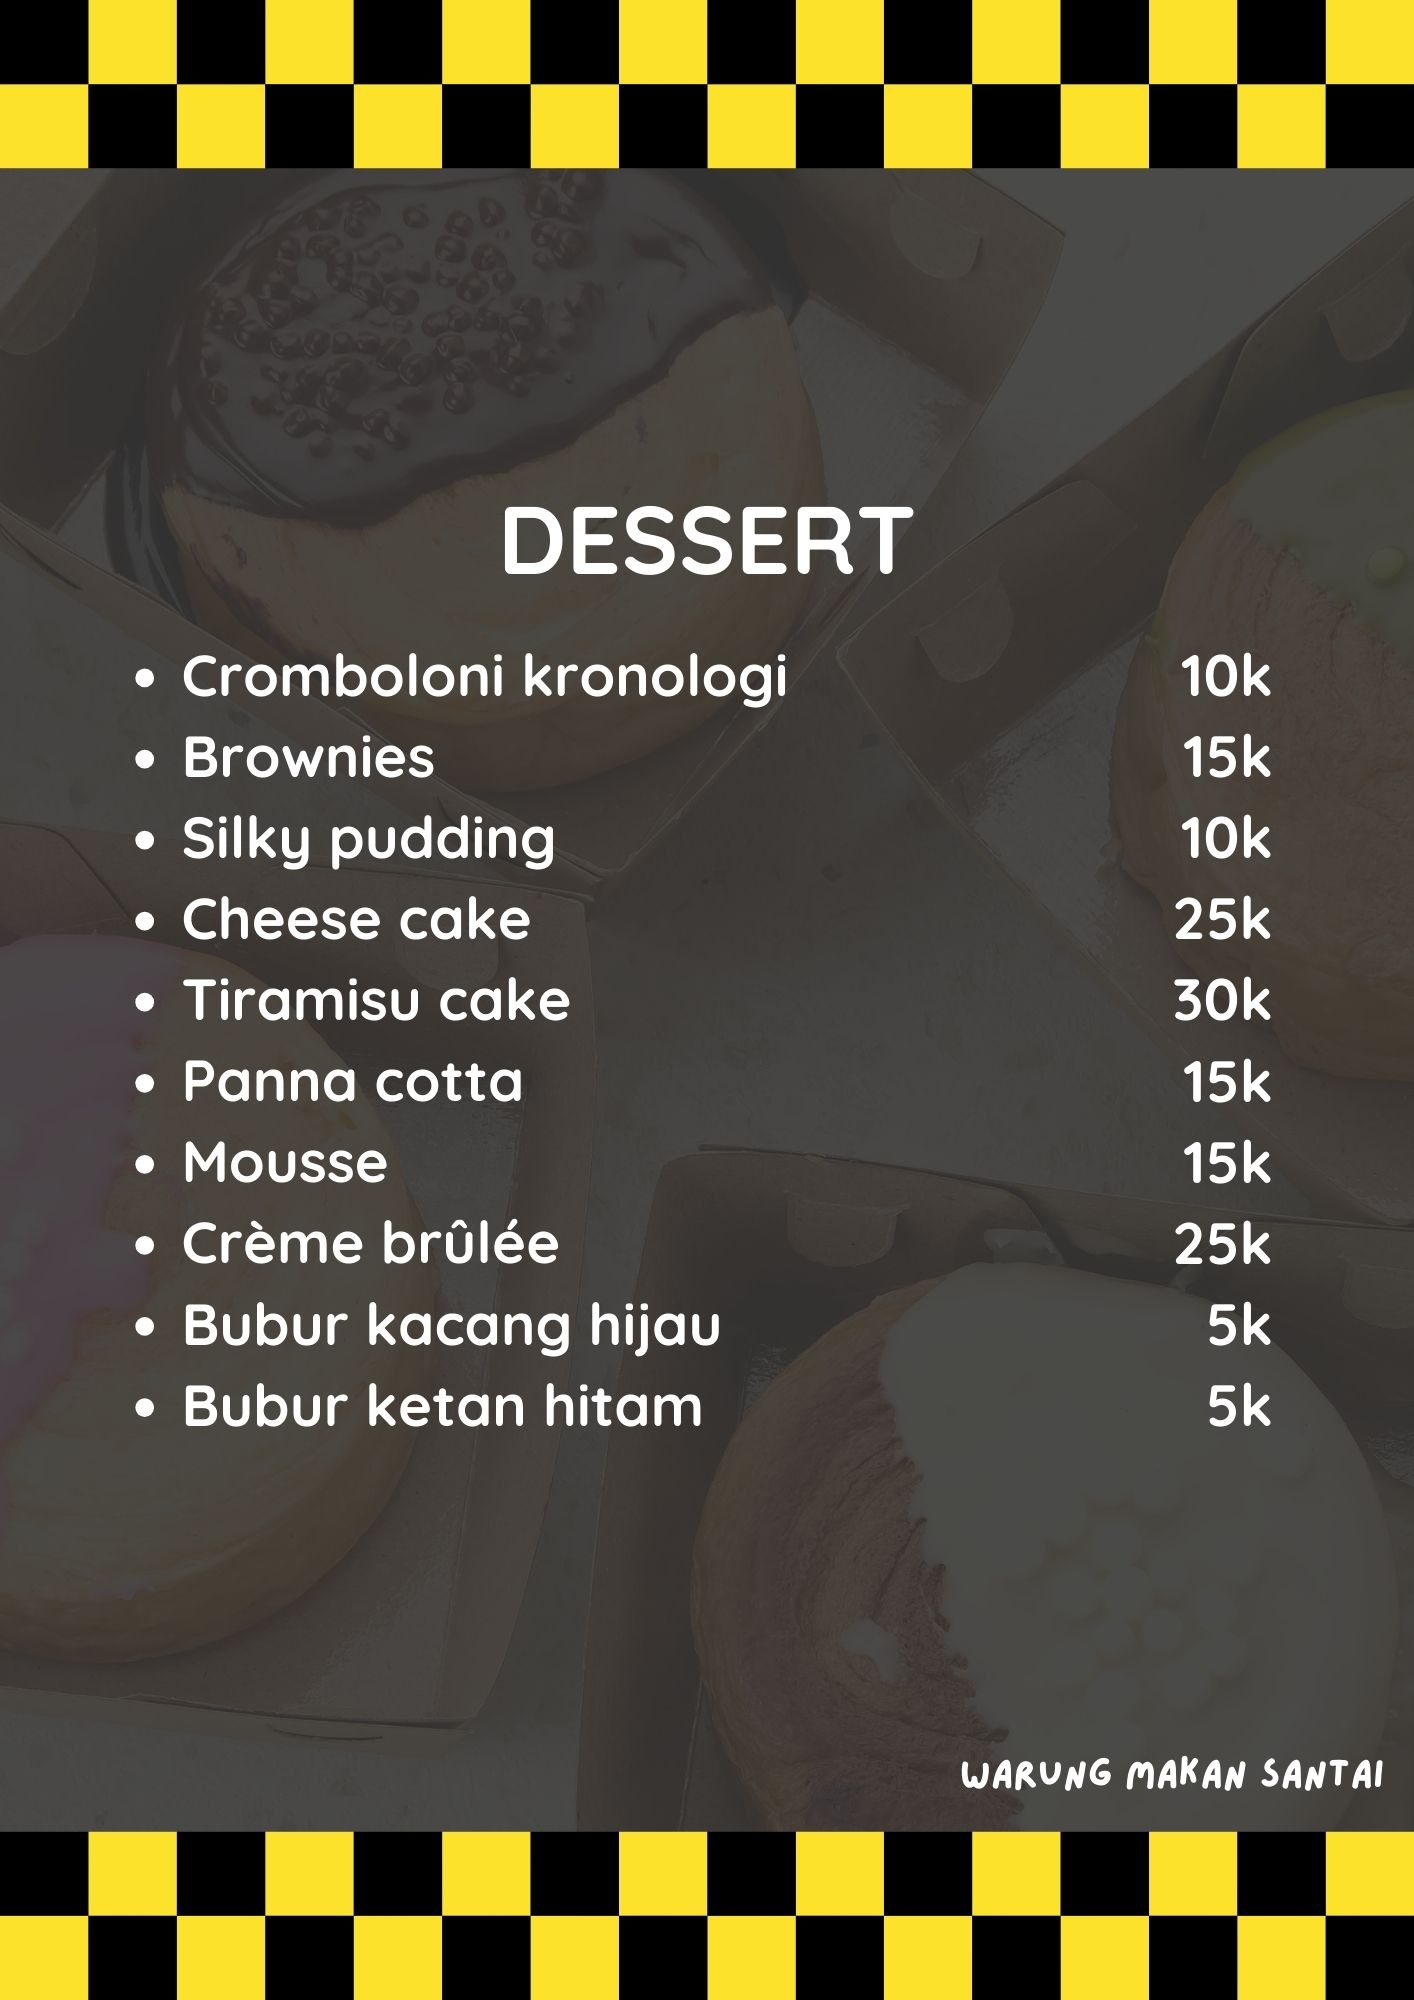 DESSERT
• Cromboloni kronologi 10k
• Brownies 15k
• Silky pudding 10k
• Cheese cake 25k
• Tiramisu cake 30k
• Panna cotta 15k
• Mousse 15k
• Crème brûlée 25k
• Bubur kacang hijau 5k
• Bubur ketan hitam 5k
WARUNG MAKAN SANTAI